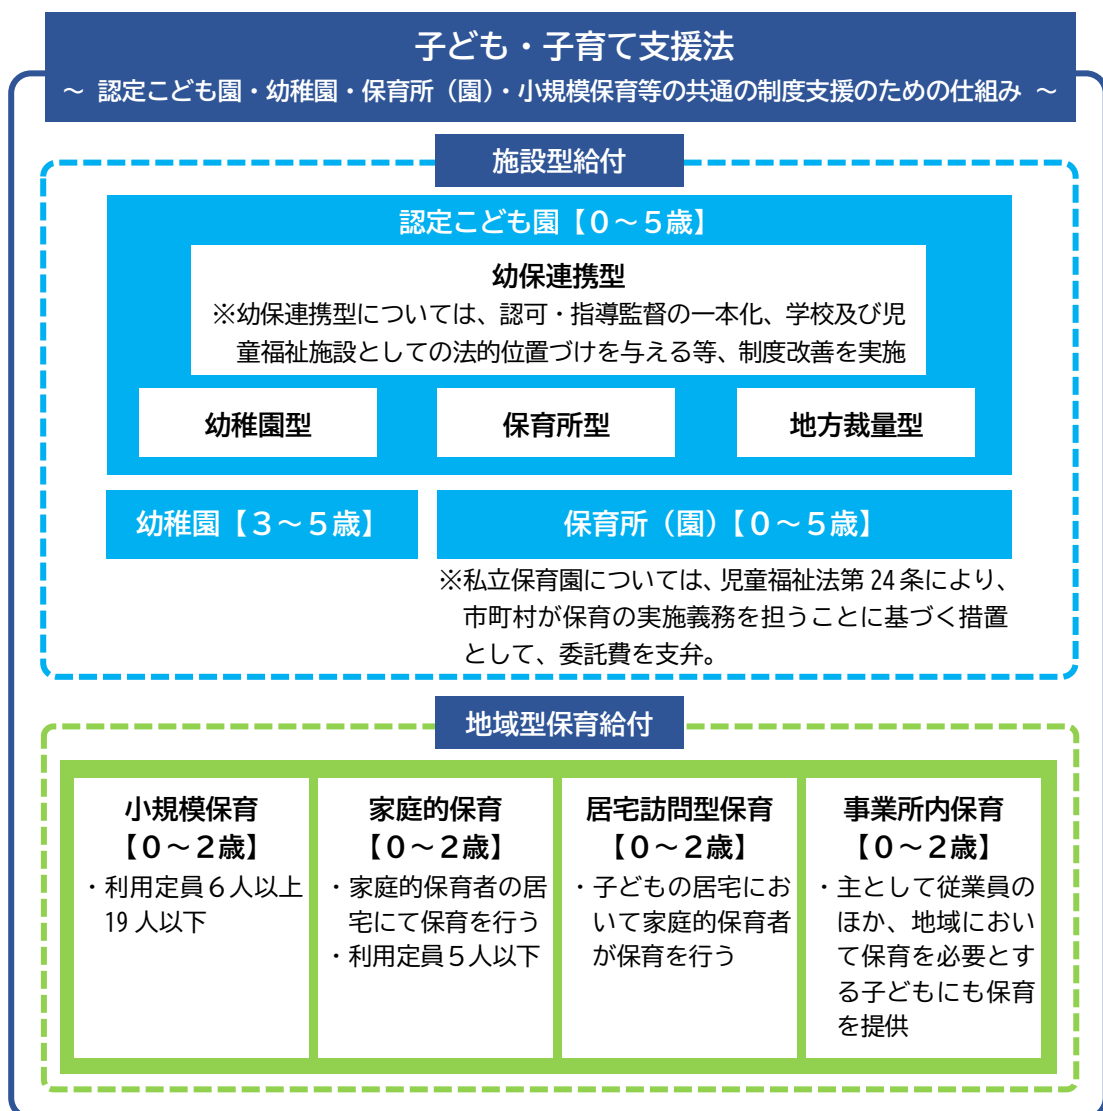 子ども・子育て支援法
～ 認定こども園・幼稚園・保育所（園）・小規模保育等の共通の制度支援のための仕組み ～
施設型給付
認定こども園【０～５歳】
幼保連携型
※幼保連携型については、認可・指導監督の一本化、学校及び児
童福祉施設としての法的位置づけを与える等、制度改善を実施
幼稚園型
保育所型
地方裁量型
幼稚園【３～５歳】
保育所（園）【０～５歳】
※私立保育園については、児童福祉法第 24 条により、
市町村が保育の実施義務を担うことに基づく措置
として、委託費を支弁。
地域型保育給付
小規模保育
【０～２歳】
・利用定員６人以上
19 人以下
家庭的保育
【０～２歳】
・家庭的保育者の居
宅にて保育を行う
・利用定員５人以下
居宅訪問型保育
【０～２歳】
・子どもの居宅にお
いて家庭的保育者
が保育を行う
事業所内保育
【０～２歳】
・主として従業員の
ほか、地域におい
て保育を必要とす
る子どもにも保育
を提供